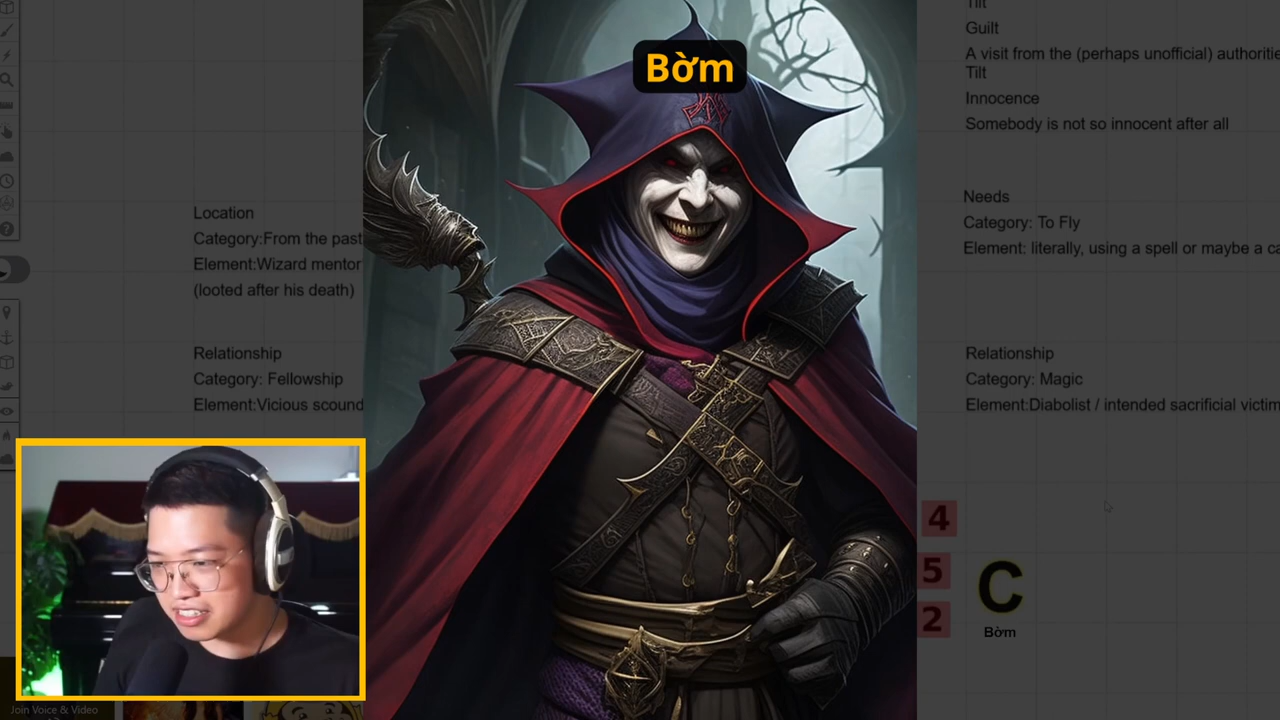 Bờm
Location
Category:From the past
Element:Wizard mentor
(looted after his death)
Relationship
Category: Fellowship
Element:Vicious scound
Tilt
Guilt
A visit from the (perhaps unofficial) authoritie
Tilt
Innocence
Somebody is not so innocent after all
Needs
Category: To Fly
Element: literally, using a spell or maybe a ca
Relationship
Category: Magic
Element:Diabolist / intended sacrificial victim
4
5
2
C
Bờm
Join Voice & Video